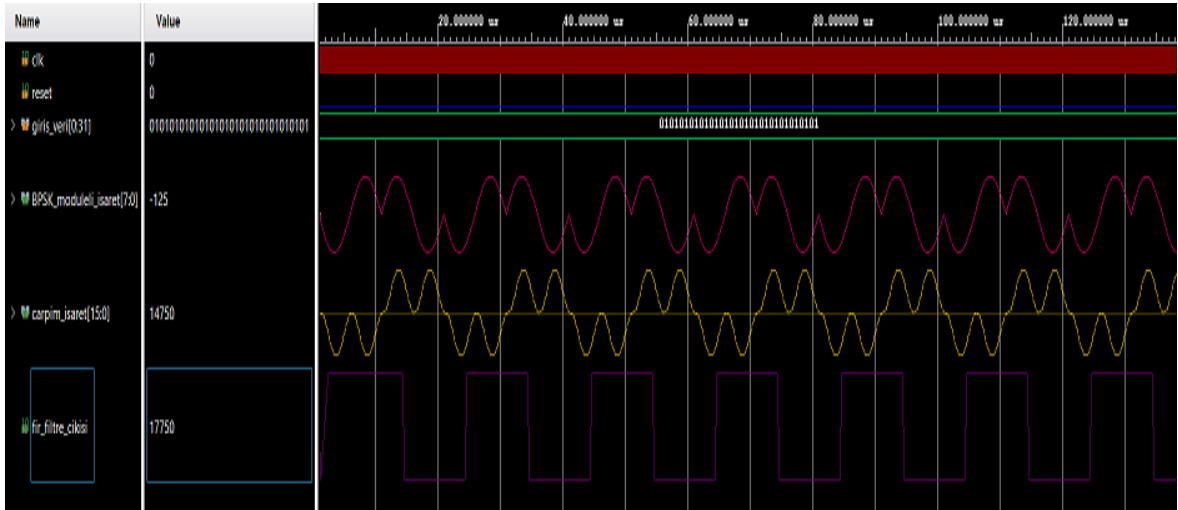 Name Value
20.000000 us 40.000000 us 60.000000 us 80.000000 us 100.000000 us 120.000000 us
clk 0
reset 0
giris_veri[0:31] 01010101010101010101010101010101 01010101010101010101010101010101
BPSK_moduleli_isaret[7:0] -125
carpim_isaret[15:0] 14750
fir_filtre_cikisi 17750